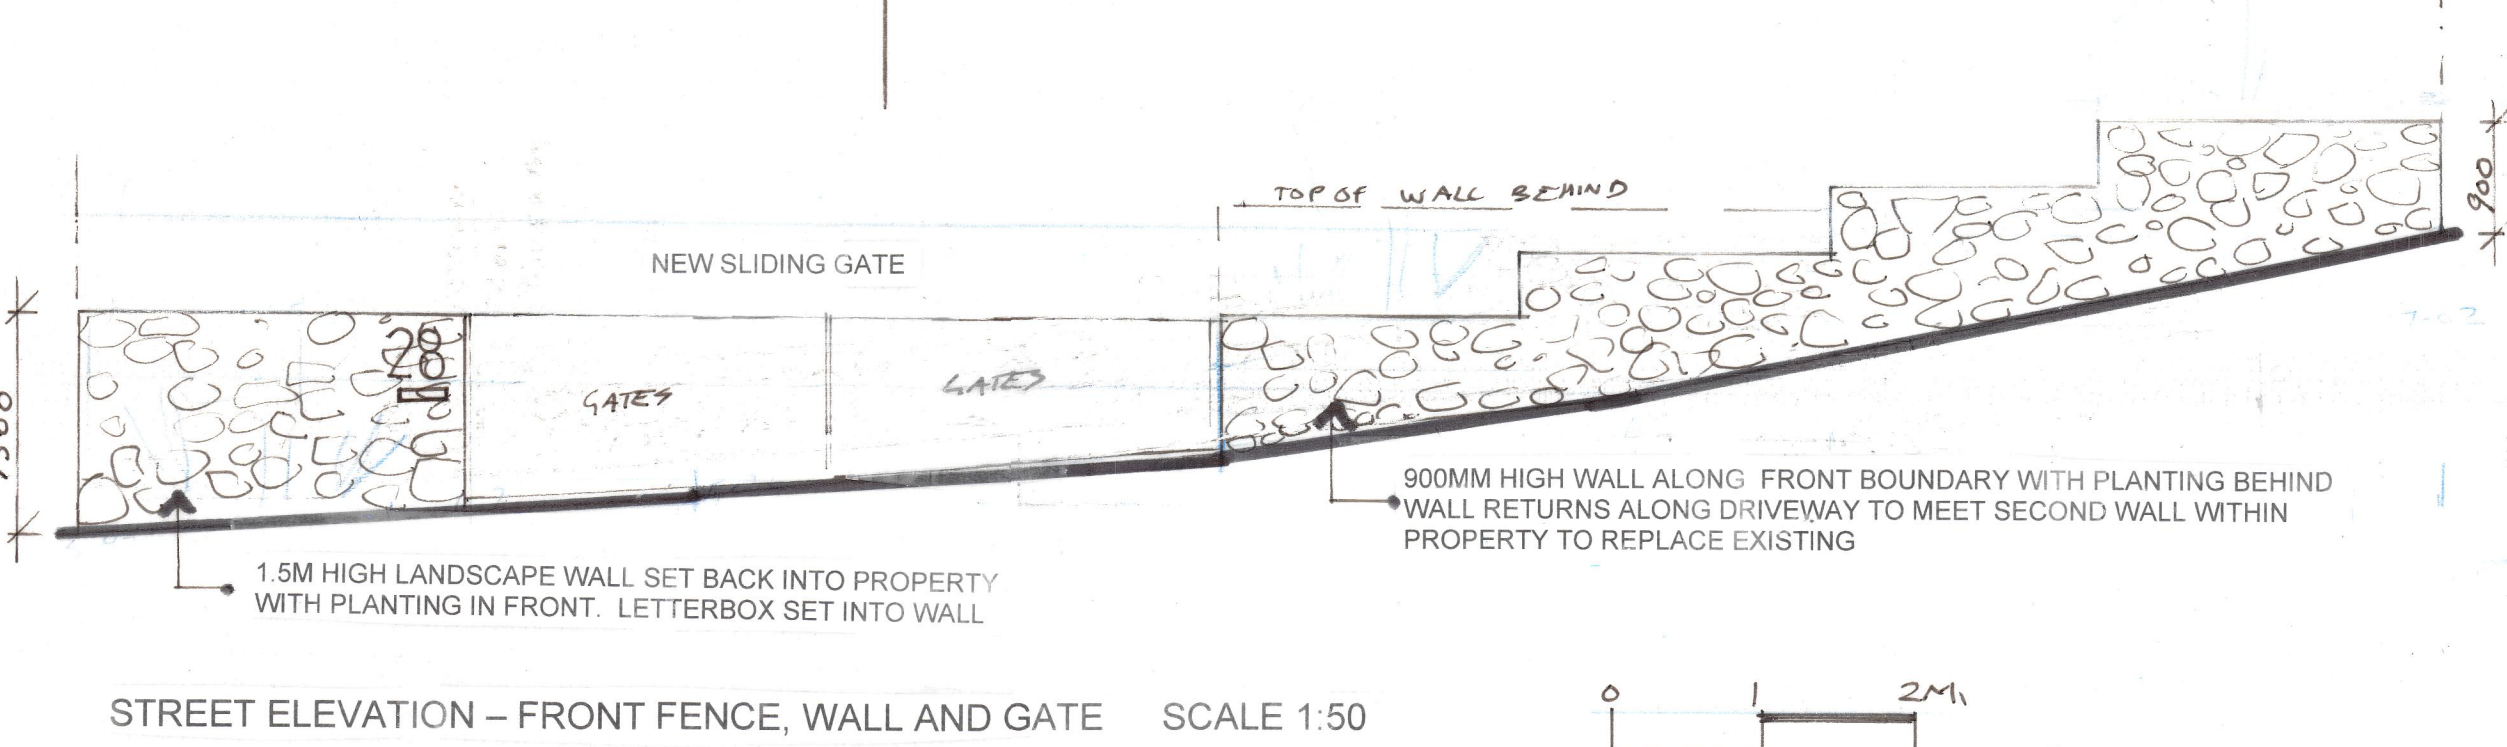 TOP OF WALL BEHIND
900
NEW SLIDING GATE
28
GATES
GATES
1500
900MM HIGH WALL ALONG FRONT BOUNDARY WITH PLANTING BEHIND
WALL RETURNS ALONG DRIVEWAY TO MEET SECOND WALL WITHIN
PROPERTY TO REPLACE EXISTING
1.5M HIGH LANDSCAPE WALL SET BACK INTO PROPERTY
WITH PLANTING IN FRONT. LETTERBOX SET INTO WALL
STREET ELEVATION – FRONT FENCE, WALL AND GATE SCALE 1:50
0 1 2M